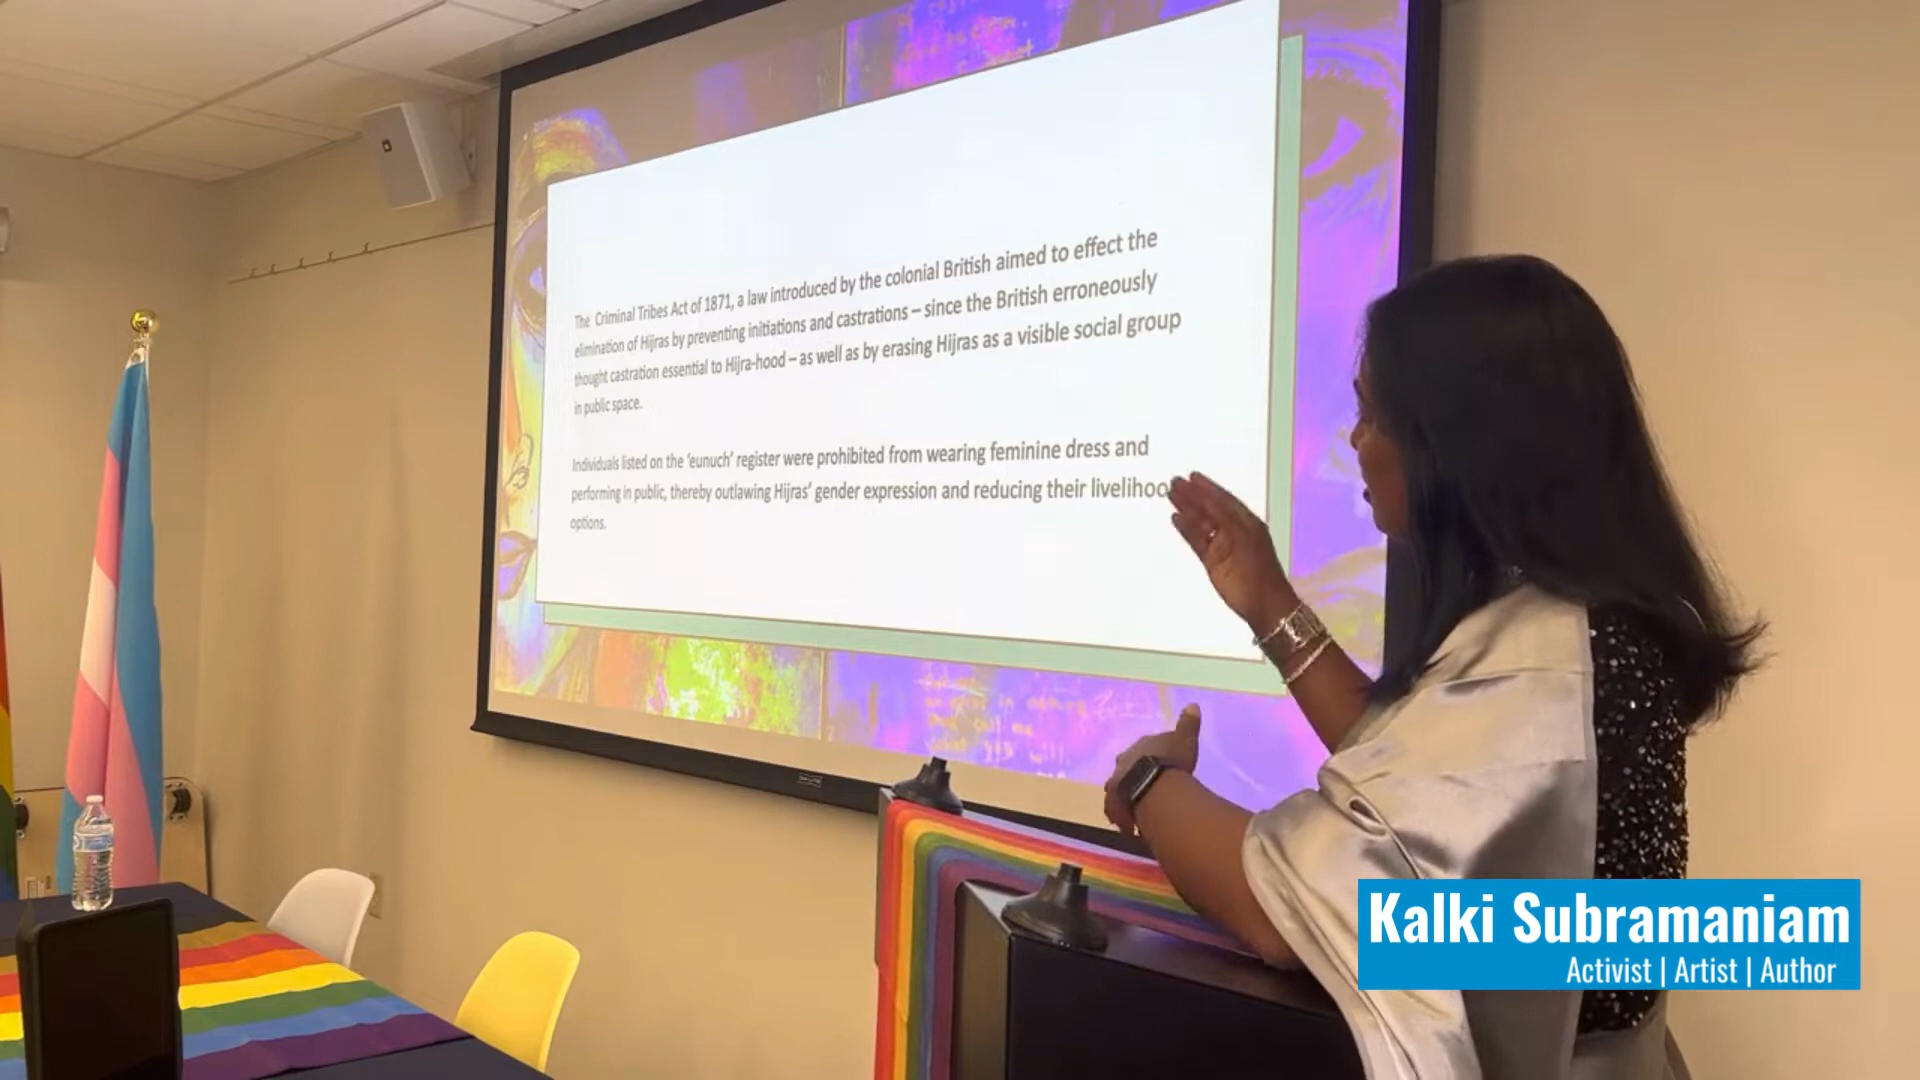 The Criminal Tribes Act of 1871, a law introduced by the colonial British aimed to effect the
elimination of Hijras by preventing initiations and castrations – since the British erroneously
thought castration essential to Hijra-hood – as well as by erasing Hijras as a visible social group
in public space.
Individuals listed on the ‘eunuch’ register were prohibited from wearing feminine dress and
performing in public, thereby outlawing Hijras’ gender expression and reducing their livelihoo
options.
in
me
will.
Kalki Subramaniam
Activist | Artist | Author